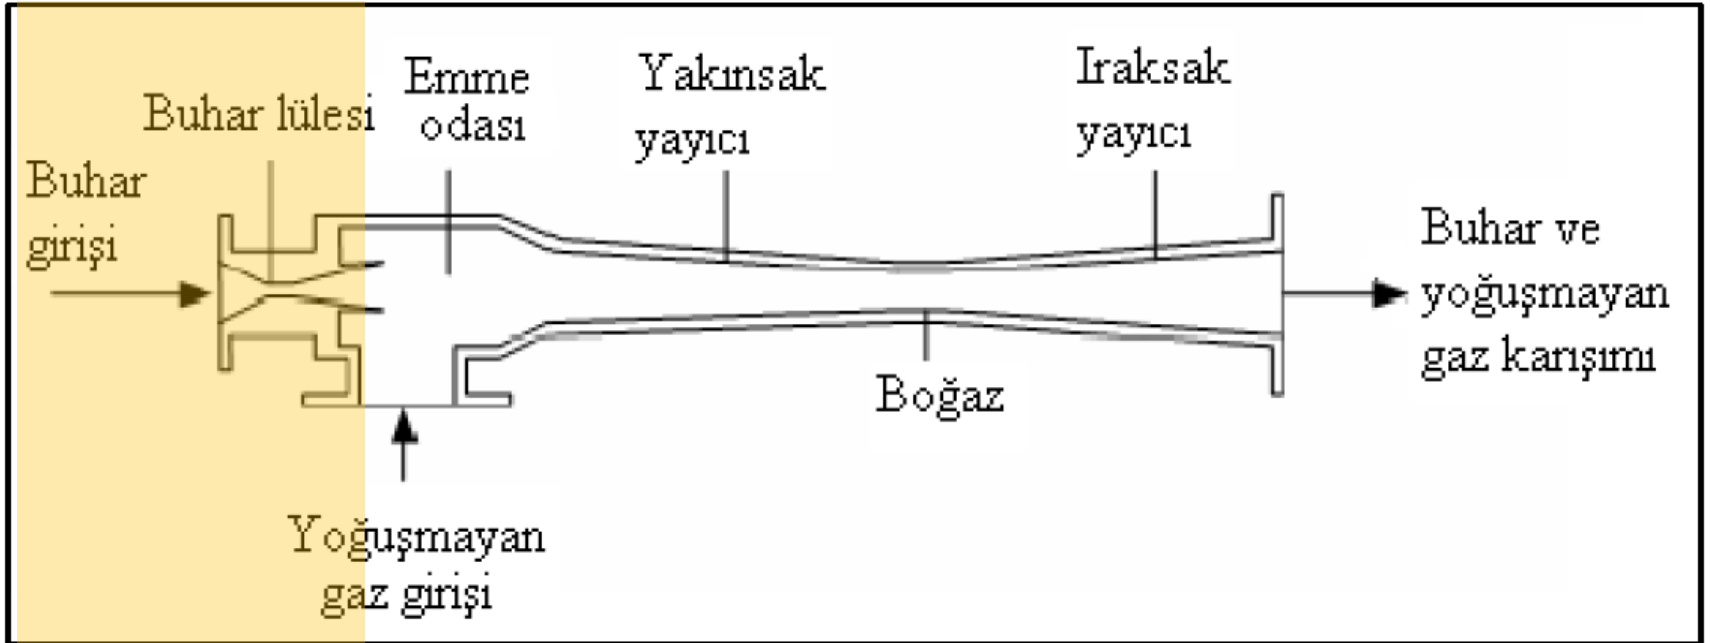 Buhar lülesi
Emme
odası
Yakınsak
yayıcı
Iraksak
yayıcı
Buhar
girişi
Buhar ve
yoğuşmayan
gaz karışımı
Boğaz
Yoğuşmayan
gaz girişi